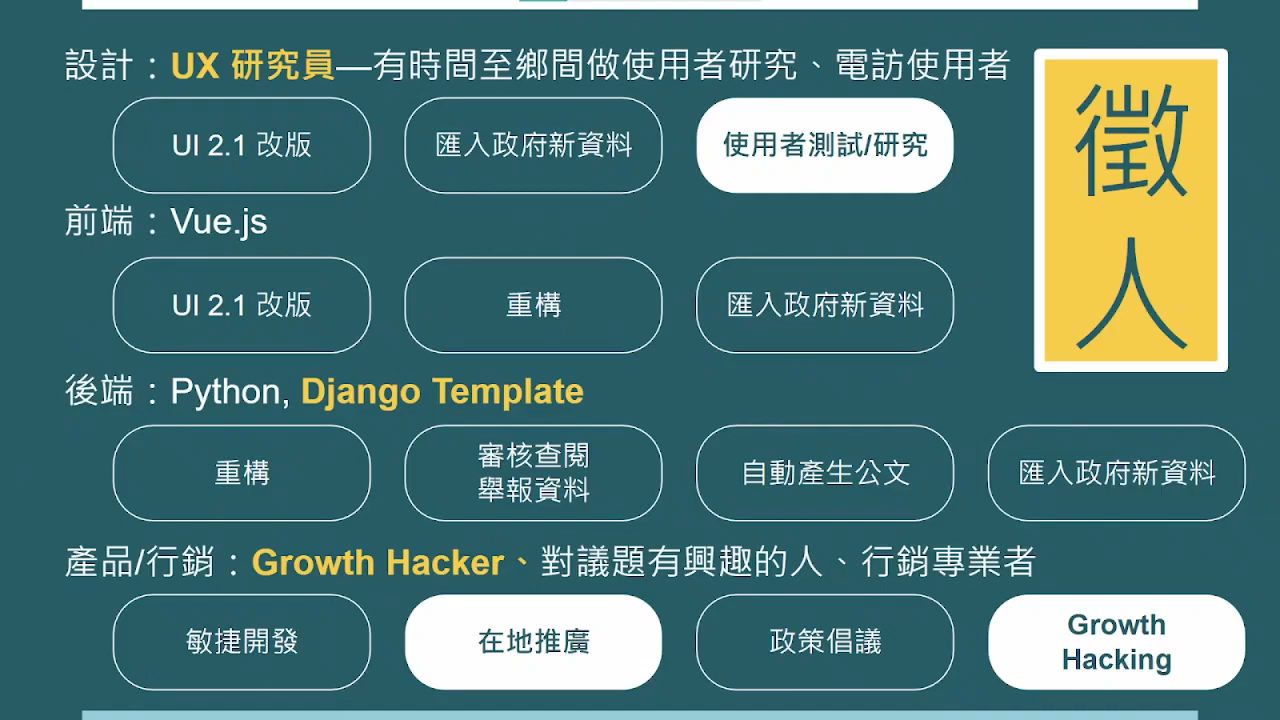 設計：UX 研究員—有時間至鄉間做使用者研究、電訪使用者
UI 2.1 改版
匯入政府新資料
使用者測試/研究
徵
人
前端：Vue.js
UI 2.1 改版
重構
匯入政府新資料
後端：Python, Django Template
重構
審核查閱
舉報資料
自動產生公文
匯入政府新資料
產品/行銷：Growth Hacker、對議題有興趣的人、行銷專業者
敏捷開發
在地推廣
政策倡議
Growth
Hacking